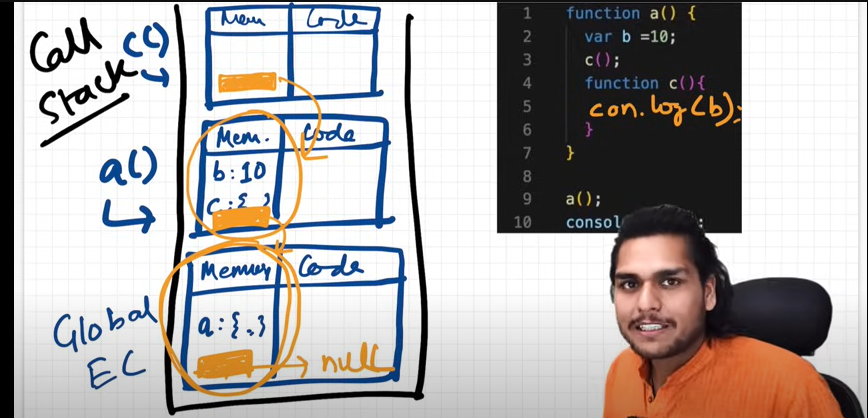 Call
Stack
c()
Mem
Code
a()
Mem.
Code
b:10
c:{ }
Global
EC
Memory
Code
a:{..}
null
1 function a() {
2 var b =10;
3 c();
4 function c(){
5 con.log(b);
6 }
7 }
8
9 a();
10 consol
;